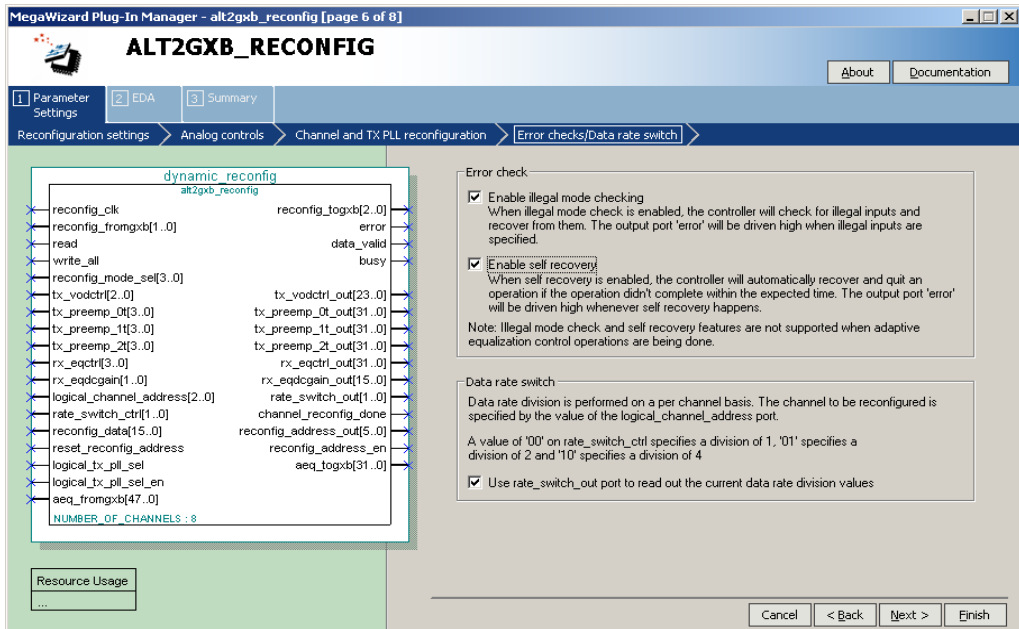 MegaWizard Plug-In Manager - alt2gxb_reconfig [page 6 of 8]
ALT2GXB_RECONFIG
About
Documentation
1 Parameter Settings
2 EDA
3 Summary
Reconfiguration settings
Analog controls
Channel and TX PLL reconfiguration
Error checks/Data rate switch
dynamic_reconfig
alt2gxb_reconfig
reconfig_clk
reconfig_fromgxb[1..0]
read
write_all
reconfig_mode_sel[3..0]
tx_vodctrl[2..0]
tx_preemp_0t[3..0]
tx_preemp_1t[3..0]
tx_preemp_2t[3..0]
rx_eqctrl[3..0]
rx_eqdcgain[1..0]
logical_channel_address[2..0]
rate_switch_ctrl[1..0]
reconfig_data[15..0]
reset_reconfig_address
logical_tx_pll_sel
logical_tx_pll_sel_en
aeq_fromgxb[47..0]
reconfig_togxb[2..0]
error
data_valid
busy
tx_vodctrl_out[23..0]
tx_preemp_0t_out[31..0]
tx_preemp_1t_out[31..0]
tx_preemp_2t_out[31..0]
rx_eqctrl_out[31..0]
rx_eqdcgain_out[15..0]
rate_switch_out[1..0]
channel_reconfig_done
reconfig_address_out[5..0]
reconfig_address_en
aeq_togxb[31..0]
NUMBER_OF_CHANNELS : 8
Resource Usage
...
Error check
Enable illegal mode checking
When illegal mode check is enabled, the controller will check for illegal inputs and
recover from them. The output port 'error' will be driven high when illegal inputs are
specified.
Enable self recovery
When self recovery is enabled, the controller will automatically recover and quit an
operation if the operation didn't complete within the expected time. The output port 'error'
will be driven high whenever self recovery happens.
Note: Illegal mode check and self recovery features are not supported when adaptive
equalization control operations are being done.
Data rate switch
Data rate division is performed on a per channel basis. The channel to be reconfigured is
specified by the value of the logical_channel_address port.
A value of '00' on rate_switch_ctrl specifies a division of 1, '01' specifies a
division of 2 and '10' specifies a division of 4
Use rate_switch_out port to read out the current data rate division values
Cancel
< Back
Next >
Finish